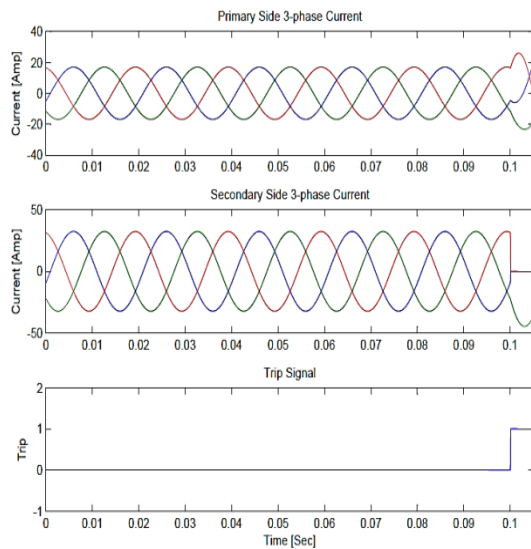 Primary Side 3-phase Current
Current [Amp]
40
20
0
-20
-40
0 0.01 0.02 0.03 0.04 0.05 0.06 0.07 0.08 0.09 0.1
Secondary Side 3-phase Current
Current [Amp]
50
0
-50
0 0.01 0.02 0.03 0.04 0.05 0.06 0.07 0.08 0.09 0.1
Trip Signal
Trip
2
1
0
-1
0 0.01 0.02 0.03 0.04 0.05 0.06 0.07 0.08 0.09 0.1
Time [Sec]